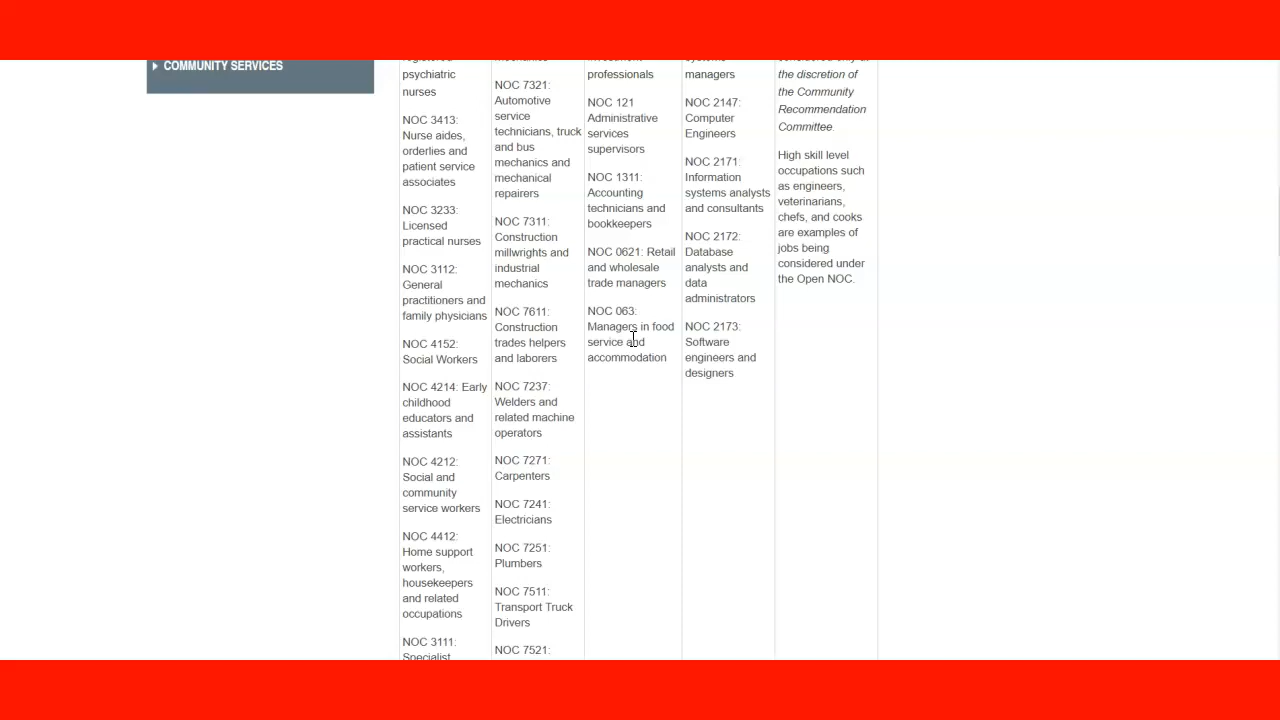 COMMUNITY SERVICES
psychiatric
nurses
NOC 3413:
Nurse aides,
orderlies and
patient service
associates
NOC 3233:
Licensed
practical nurses
NOC 3112:
General
practitioners and
family physicians
NOC 4152:
Social Workers
NOC 4214: Early
childhood
educators and
assistants
NOC 4212:
Social and
community
service workers
NOC 4412:
Home support
workers,
housekeepers
and related
occupations
NOC 3111:
Specialist
NOC 7321:
Automotive
service
technicians, truck
and bus
mechanics and
mechanical
repairers
NOC 7311:
Construction
millwrights and
industrial
mechanics
NOC 7611:
Construction
trades helpers
and laborers
NOC 7237:
Welders and
related machine
operators
NOC 7271:
Carpenters
NOC 7241:
Electricians
NOC 7251:
Plumbers
NOC 7511:
Transport Truck
Drivers
NOC 7521:
professionals
NOC 121
Administrative
services
supervisors
NOC 1311:
Accounting
technicians and
bookkeepers
NOC 0621: Retail
and wholesale
trade managers
NOC 063:
Managers in food
service and
accommodation
managers
NOC 2147:
Computer
Engineers
NOC 2171:
Information
systems analysts
and consultants
NOC 2172:
Database
analysts and
data
administrators
NOC 2173:
Software
engineers and
designers
the discretion of
the Community
Recommendation
Committee.
High skill level
occupations such
as engineers,
veterinarians,
chefs, and cooks
are examples of
jobs being
considered under
the Open NOC.